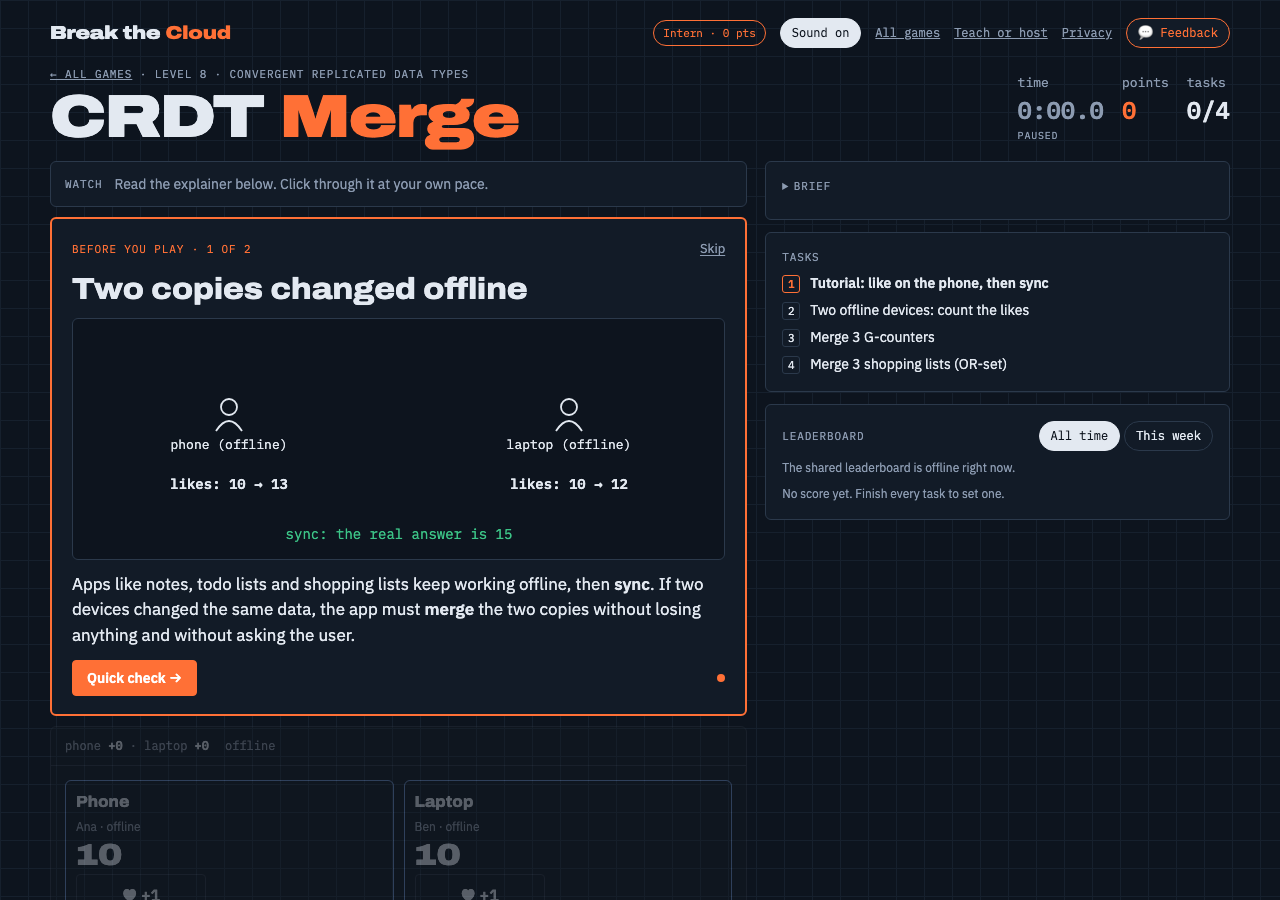 Break the Cloud
Intern · 0 pts
Sound on
All games
Teach or host
Privacy
💬 Feedback
← ALL GAMES · LEVEL 8 · CONVERGENT REPLICATED DATA TYPES
CRDT Merge
time
points
tasks
0:00.0
0
0/4
PAUSED
WATCH Read the explainer below. Click through it at your own pace.
BEFORE YOU PLAY · 1 OF 2
Skip
Two copies changed offline
phone (offline)
laptop (offline)
likes: 10 → 13
likes: 10 → 12
sync: the real answer is 15
Apps like notes, todo lists and shopping lists keep working offline, then sync. If two
devices changed the same data, the app must merge the two copies without losing
anything and without asking the user.
Quick check →
phone +0 · laptop +0 offline
Phone
Ana · offline
10
♥ +1
Laptop
Ben · offline
10
♥ +1
▶ BRIEF
TASKS
1 Tutorial: like on the phone, then sync
2 Two offline devices: count the likes
3 Merge 3 G-counters
4 Merge 3 shopping lists (OR-set)
LEADERBOARD
All time
This week
The shared leaderboard is offline right now.
No score yet. Finish every task to set one.